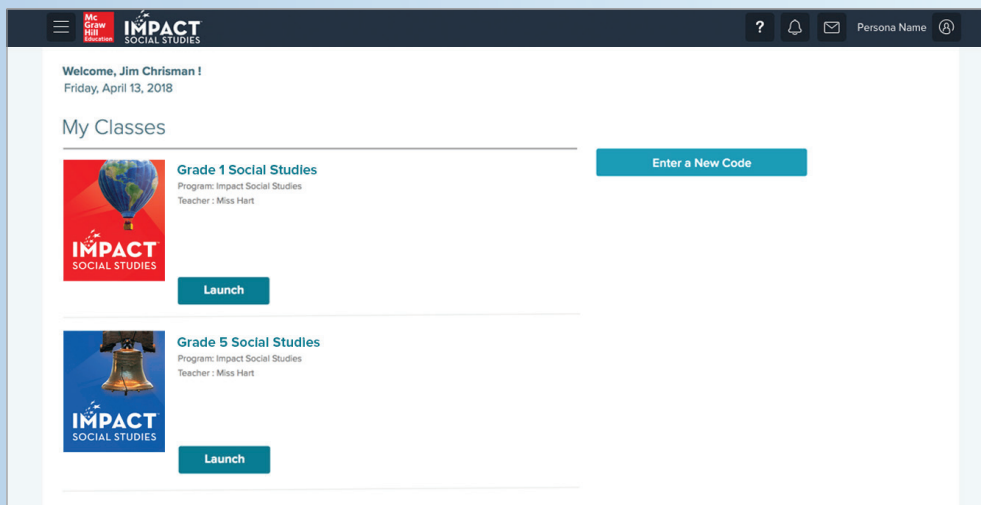 Mc
Graw
Hill
Education
IMPACT
SOCIAL STUDIES
?
Persona Name
Welcome, Jim Chrisman !
Friday, April 13, 2018
My Classes
Enter a New Code
Grade 1 Social Studies
Program: Impact Social Studies
Teacher : Miss Hart
IMPACT
SOCIAL STUDIES
Launch
Grade 5 Social Studies
Program: Impact Social Studies
Teacher : Miss Hart
IMPACT
SOCIAL STUDIES
Launch